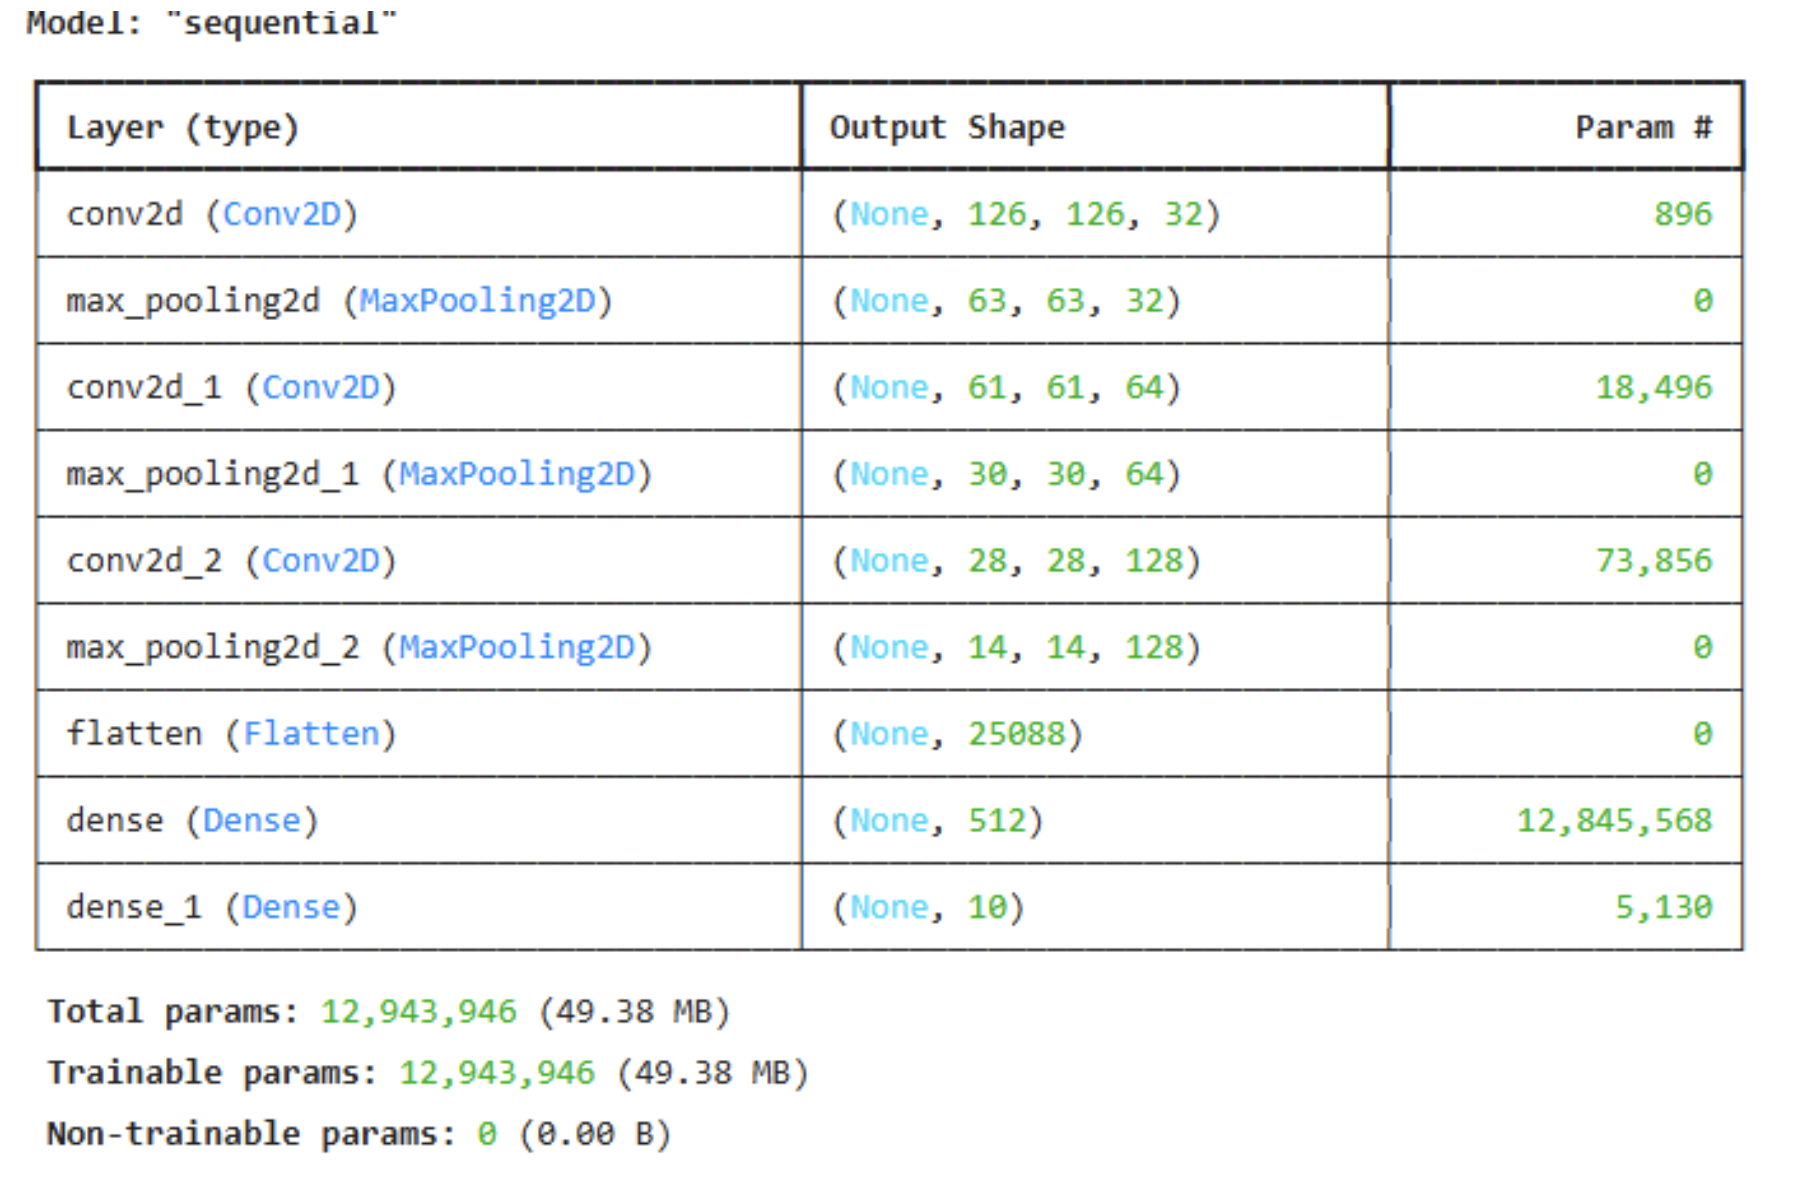 Model: "sequential"
Layer (type) Output Shape Param #
conv2d (Conv2D) (None, 126, 126, 32) 896
max_pooling2d (MaxPooling2D) (None, 63, 63, 32) 0
conv2d_1 (Conv2D) (None, 61, 61, 64) 18,496
max_pooling2d_1 (MaxPooling2D) (None, 30, 30, 64) 0
conv2d_2 (Conv2D) (None, 28, 28, 128) 73,856
max_pooling2d_2 (MaxPooling2D) (None, 14, 14, 128) 0
flatten (Flatten) (None, 25088) 0
dense (Dense) (None, 512) 12,845,568
dense_1 (Dense) (None, 10) 5,130
Total params: 12,943,946 (49.38 MB)
Trainable params: 12,943,946 (49.38 MB)
Non-trainable params: 0 (0.00 B)